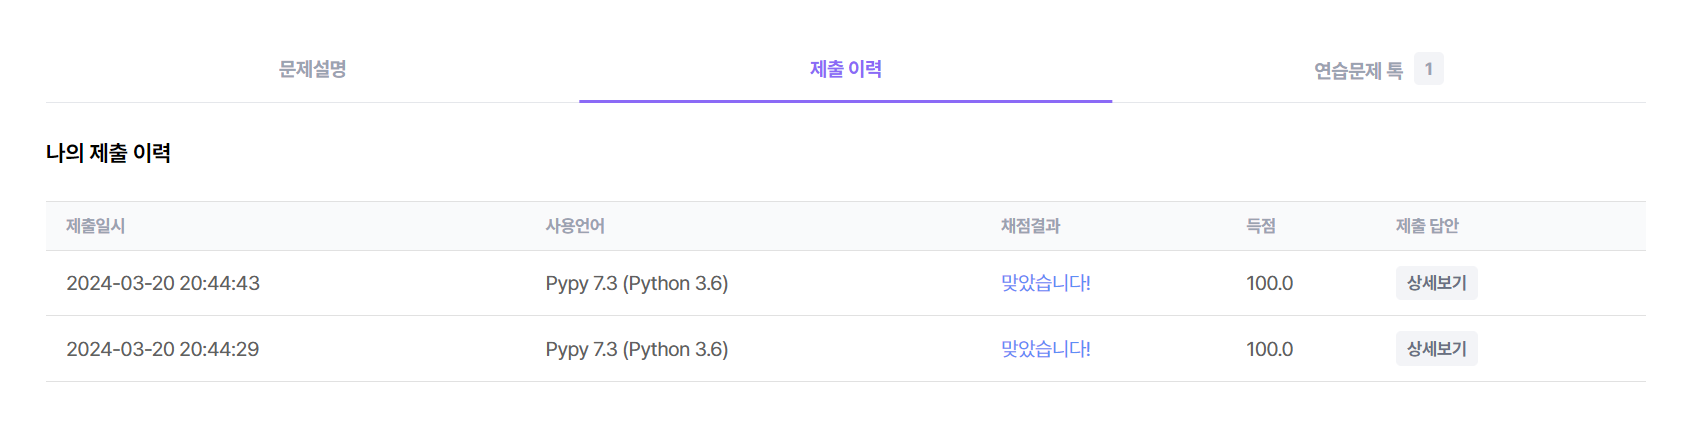 문제설명 제출 이력 연습문제 톡 1
나의 제출 이력
제출일시 사용언어 채점결과 득점 제출 답안
2024-03-20 20:44:43 Pypy 7.3 (Python 3.6) 맞았습니다! 100.0 상세보기
2024-03-20 20:44:29 Pypy 7.3 (Python 3.6) 맞았습니다! 100.0 상세보기